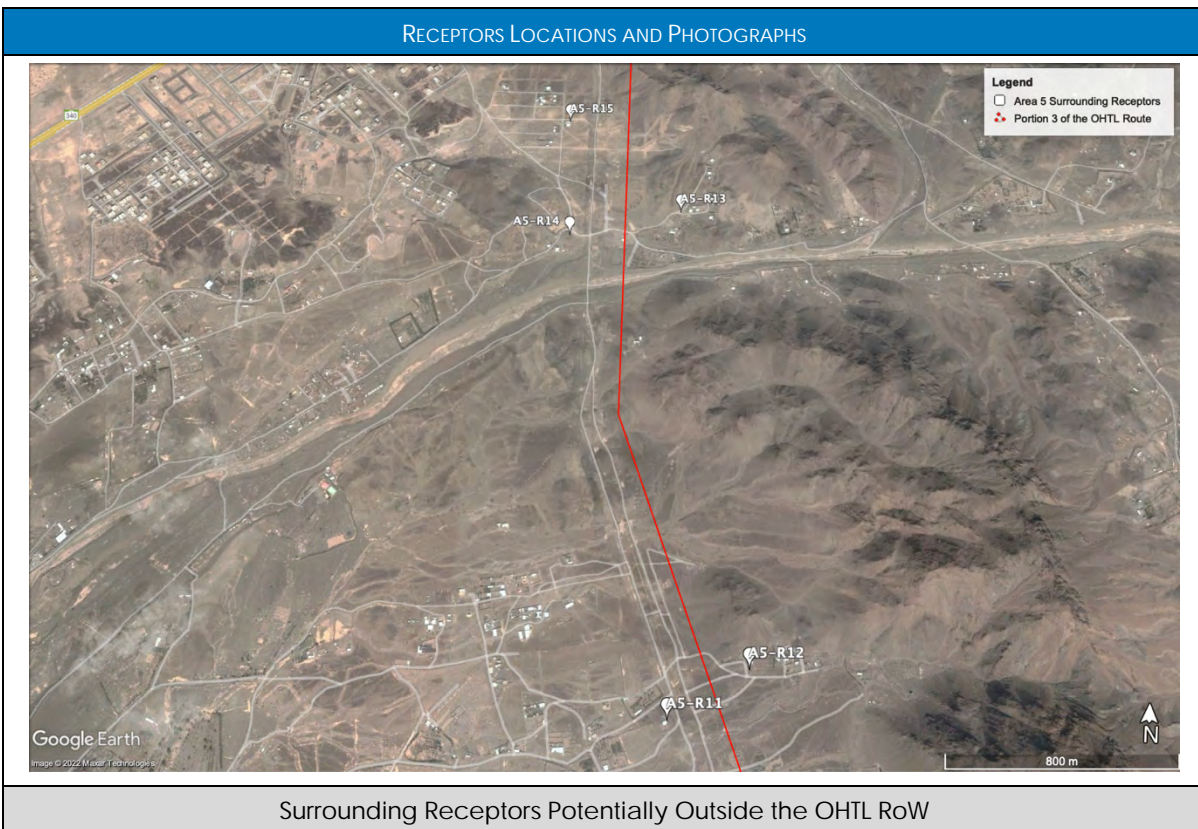 RECEPTORS LOCATIONS AND PHOTOGRAPHS
Legend
Area 5 Surrounding Receptors
Portion 3 of the OHTL Route
340
A5-R15
A5-R13
A5-R14
A5-R12
A5-R11
N
Google Earth
800 m
Image © 2022 Maxar Technologies
Surrounding Receptors Potentially Outside the OHTL RoW